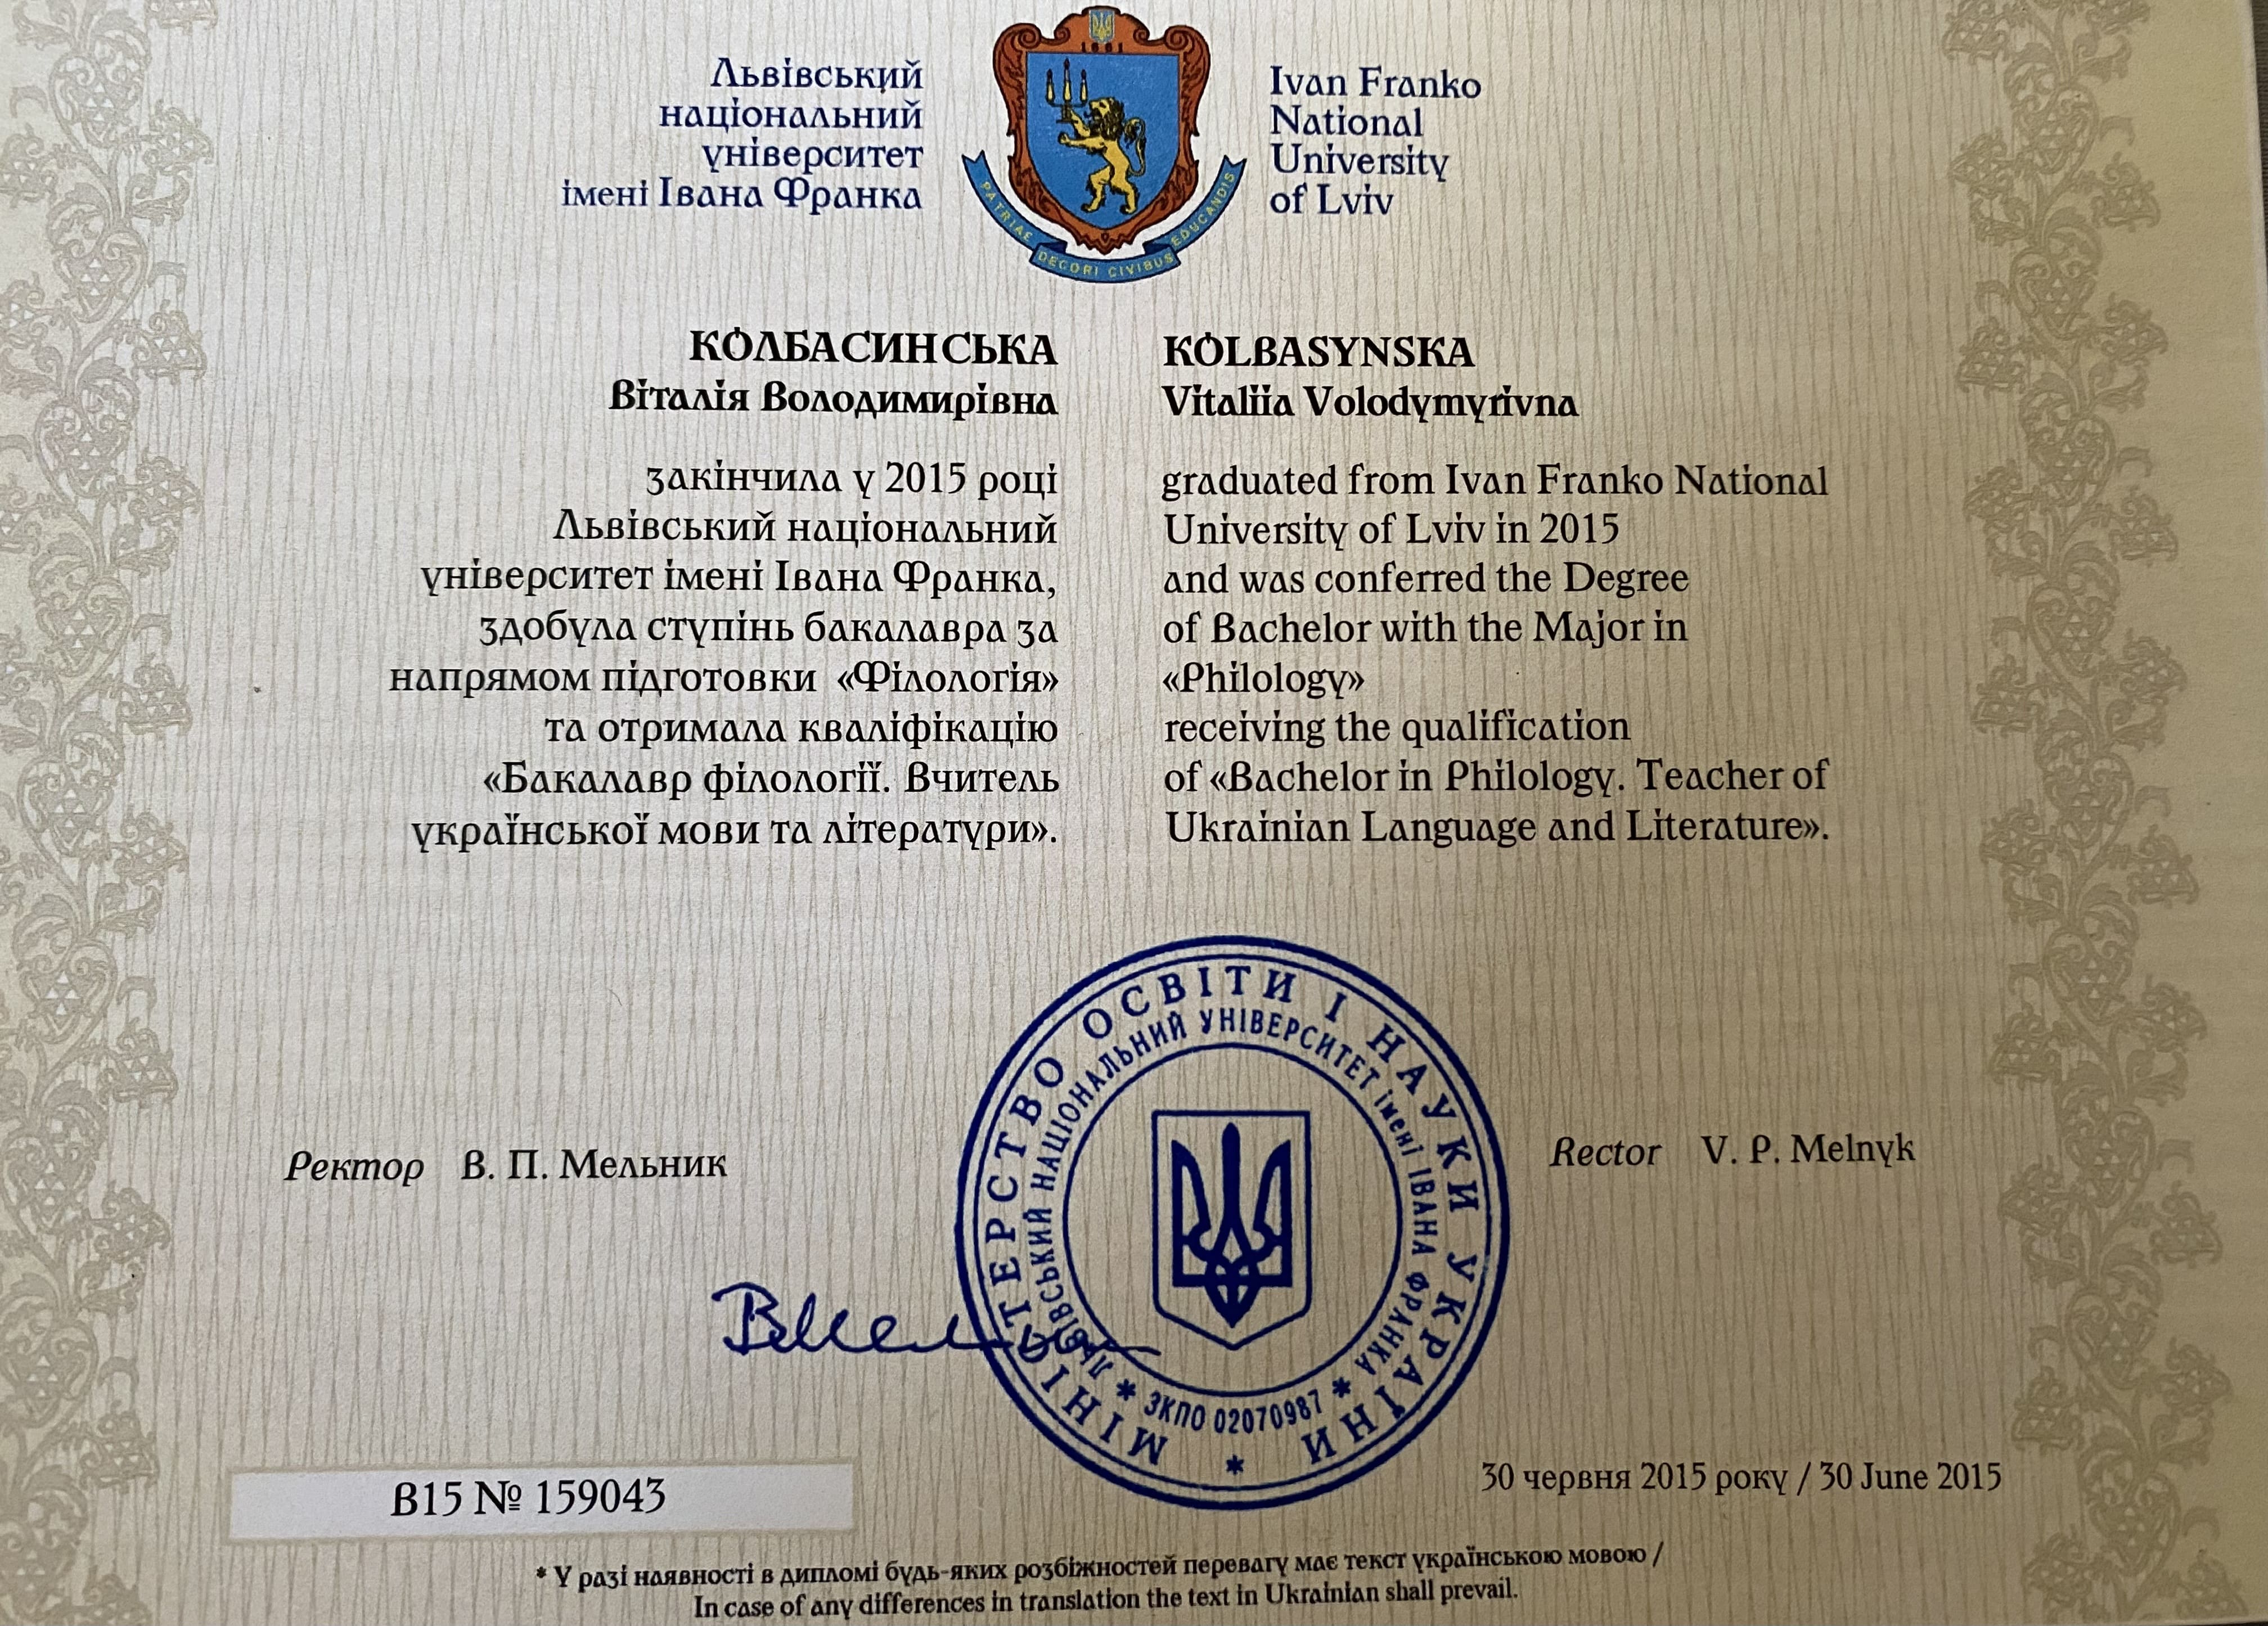 Львівський
національний
університет
імені Івана Франка
PATRIAE DECORI CIVIBUS EDUCANDIS
Ivan Franko
National
University
of Lviv
КОЛБАСИНСЬКА
Віталія Володимирівна
закінчила у 2015 році
Львівський національний
університет імені Івана Франка,
здобула ступінь бакалавра за
напрямом підготовки «Філологія»
та отримала кваліфікацію
«Бакалавр філології. Вчитель
української мови та літератури».
KOLBASYNSKA
Vitaliia Volodymyrivna
graduated from Ivan Franko National
University of Lviv in 2015
and was conferred the Degree
of Bachelor with the Major in
«Philology»
receiving the qualification
of «Bachelor in Philology. Teacher of
Ukrainian Language and Literature».
Ректор В. П. Мельник
МІНІСТЕРСТВО ОСВІТИ І НАУКИ УКРАЇНИ *
ЛЬВІВСЬКИЙ НАЦІОНАЛЬНИЙ УНІВЕРСИТЕТ імені ІВАНА ФРАНКА
* ЗКПО 02070987 *
Rector V. P. Melnyk
B15 № 159043
30 червня 2015 року / 30 June 2015
* У разі наявності в дипломі будь-яких розбіжностей перевагу має текст українською мовою /
In case of any differences in translation the text in Ukrainian shall prevail.